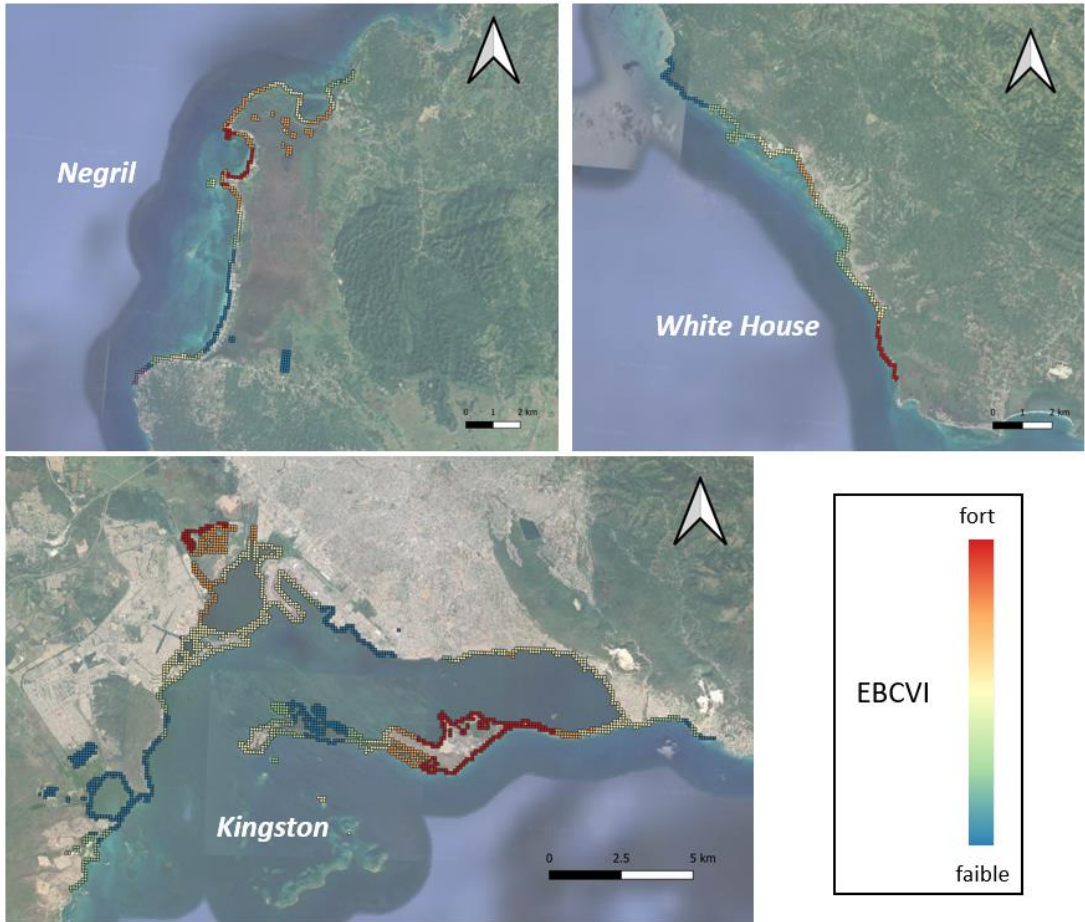 Negril
0 1 2 km
White House
0 1 2 km
Kingston
0 2.5 5 km
fort
EBCVI
faible